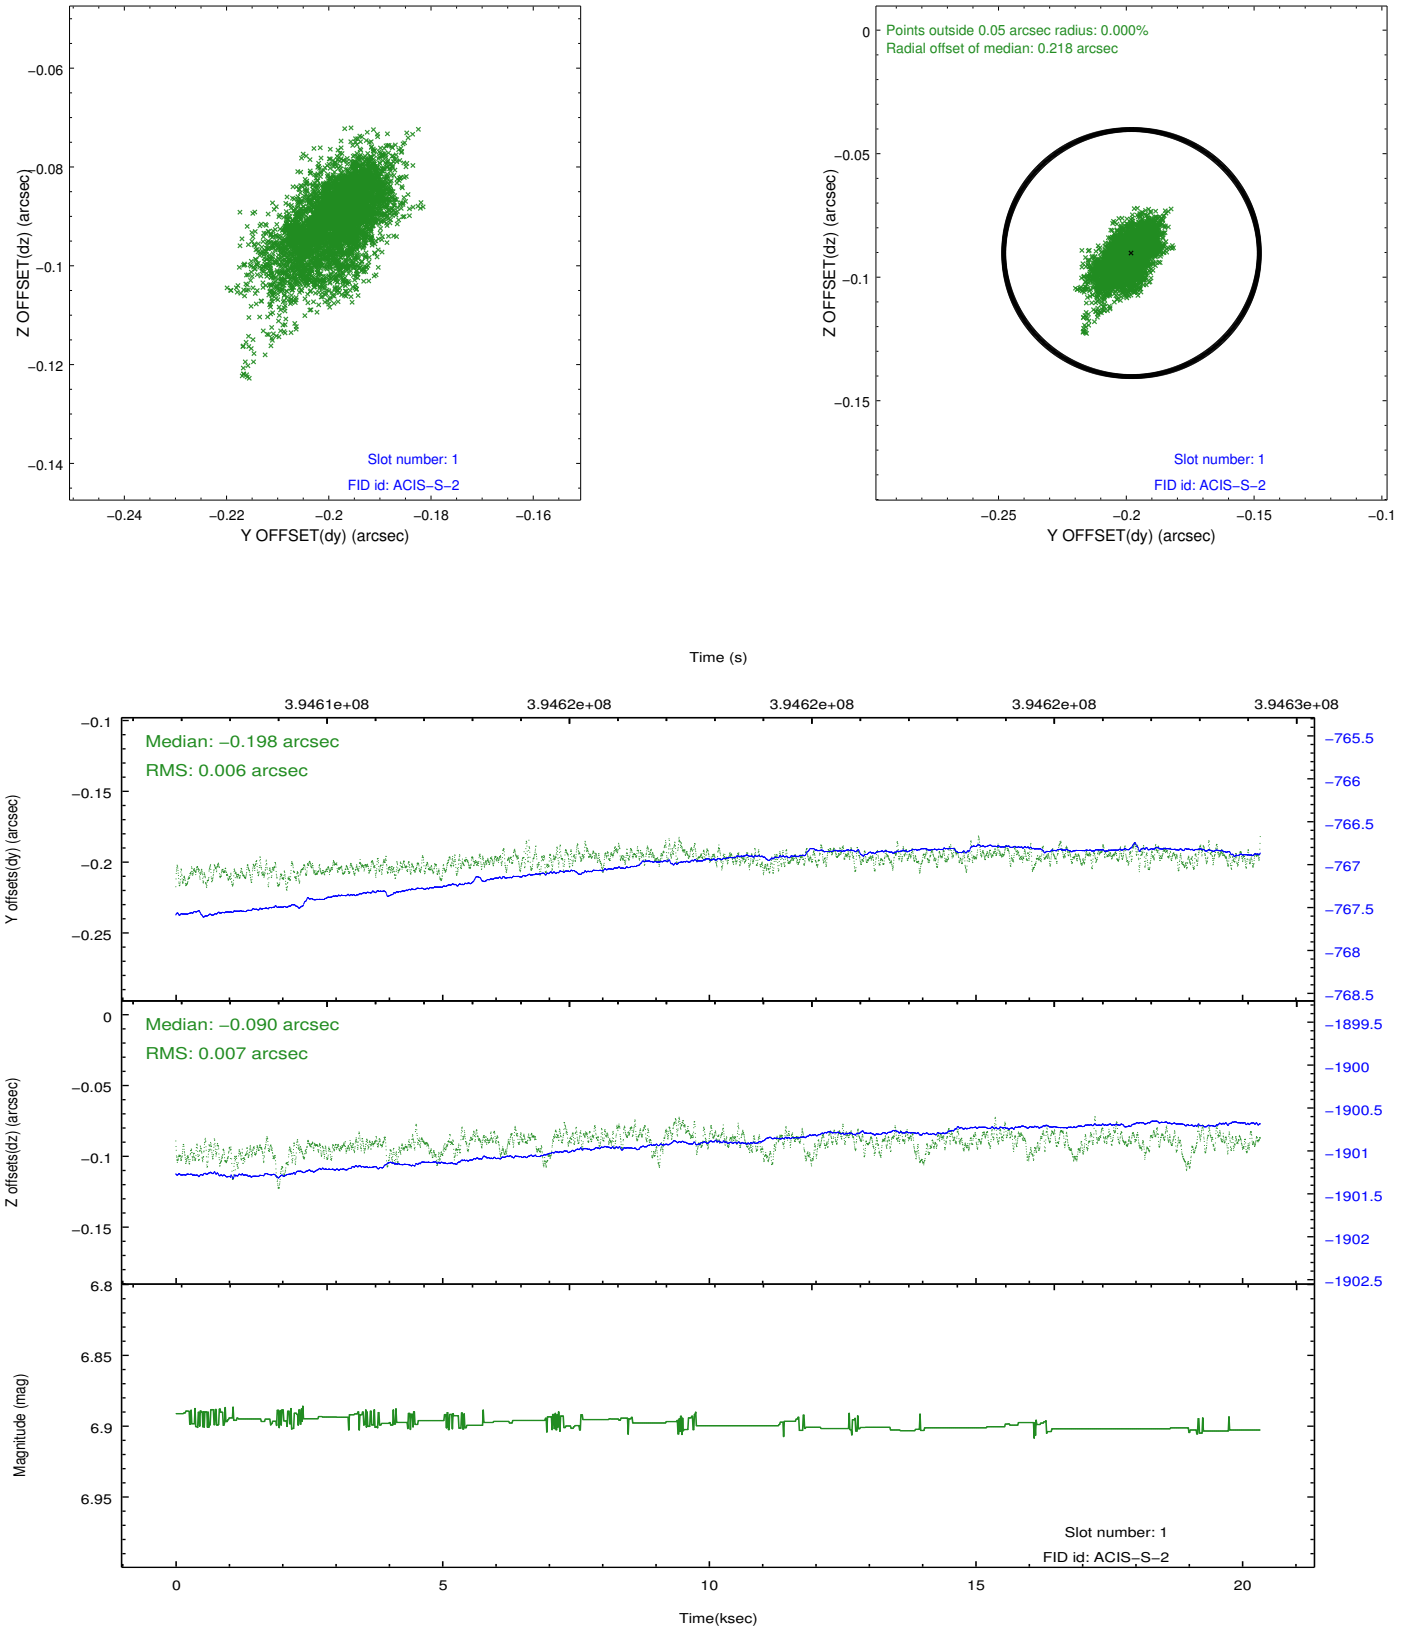 −0.06
−0.08
−0.1
−0.12
−0.14
Z OFFSET(dz) (arcsec)
Slot number: 1
FID id: ACIS−S−2
−0.24
−0.22
−0.2
−0.18
−0.16
Y OFFSET(dy) (arcsec)
Points outside 0.05 arcsec radius: 0.000%
Radial offset of median: 0.218 arcsec
0
−0.05
−0.1
−0.15
Z OFFSET(dz) (arcsec)
Slot number: 1
FID id: ACIS−S−2
−0.25
−0.2
−0.15
−0.1
Y OFFSET(dy) (arcsec)
Time (s)
3.9461e+08
3.9462e+08
3.9462e+08
3.9462e+08
3.9463e+08
Median: −0.198 arcsec
RMS: 0.006 arcsec
−0.1
−0.15
−0.2
−0.25
Y offsets(dy) (arcsec)
−765.5
−766
−766.5
−767
−767.5
−768
−768.5
Median: −0.090 arcsec
RMS: 0.007 arcsec
0
−0.05
−0.1
−0.15
Z offsets(dz) (arcsec)
−1899.5
−1900
−1900.5
−1901
−1901.5
−1902
−1902.5
6.8
6.85
6.9
6.95
Magnitude (mag)
Slot number: 1
FID id: ACIS−S−2
0
5
10
15
20
Time(ksec)